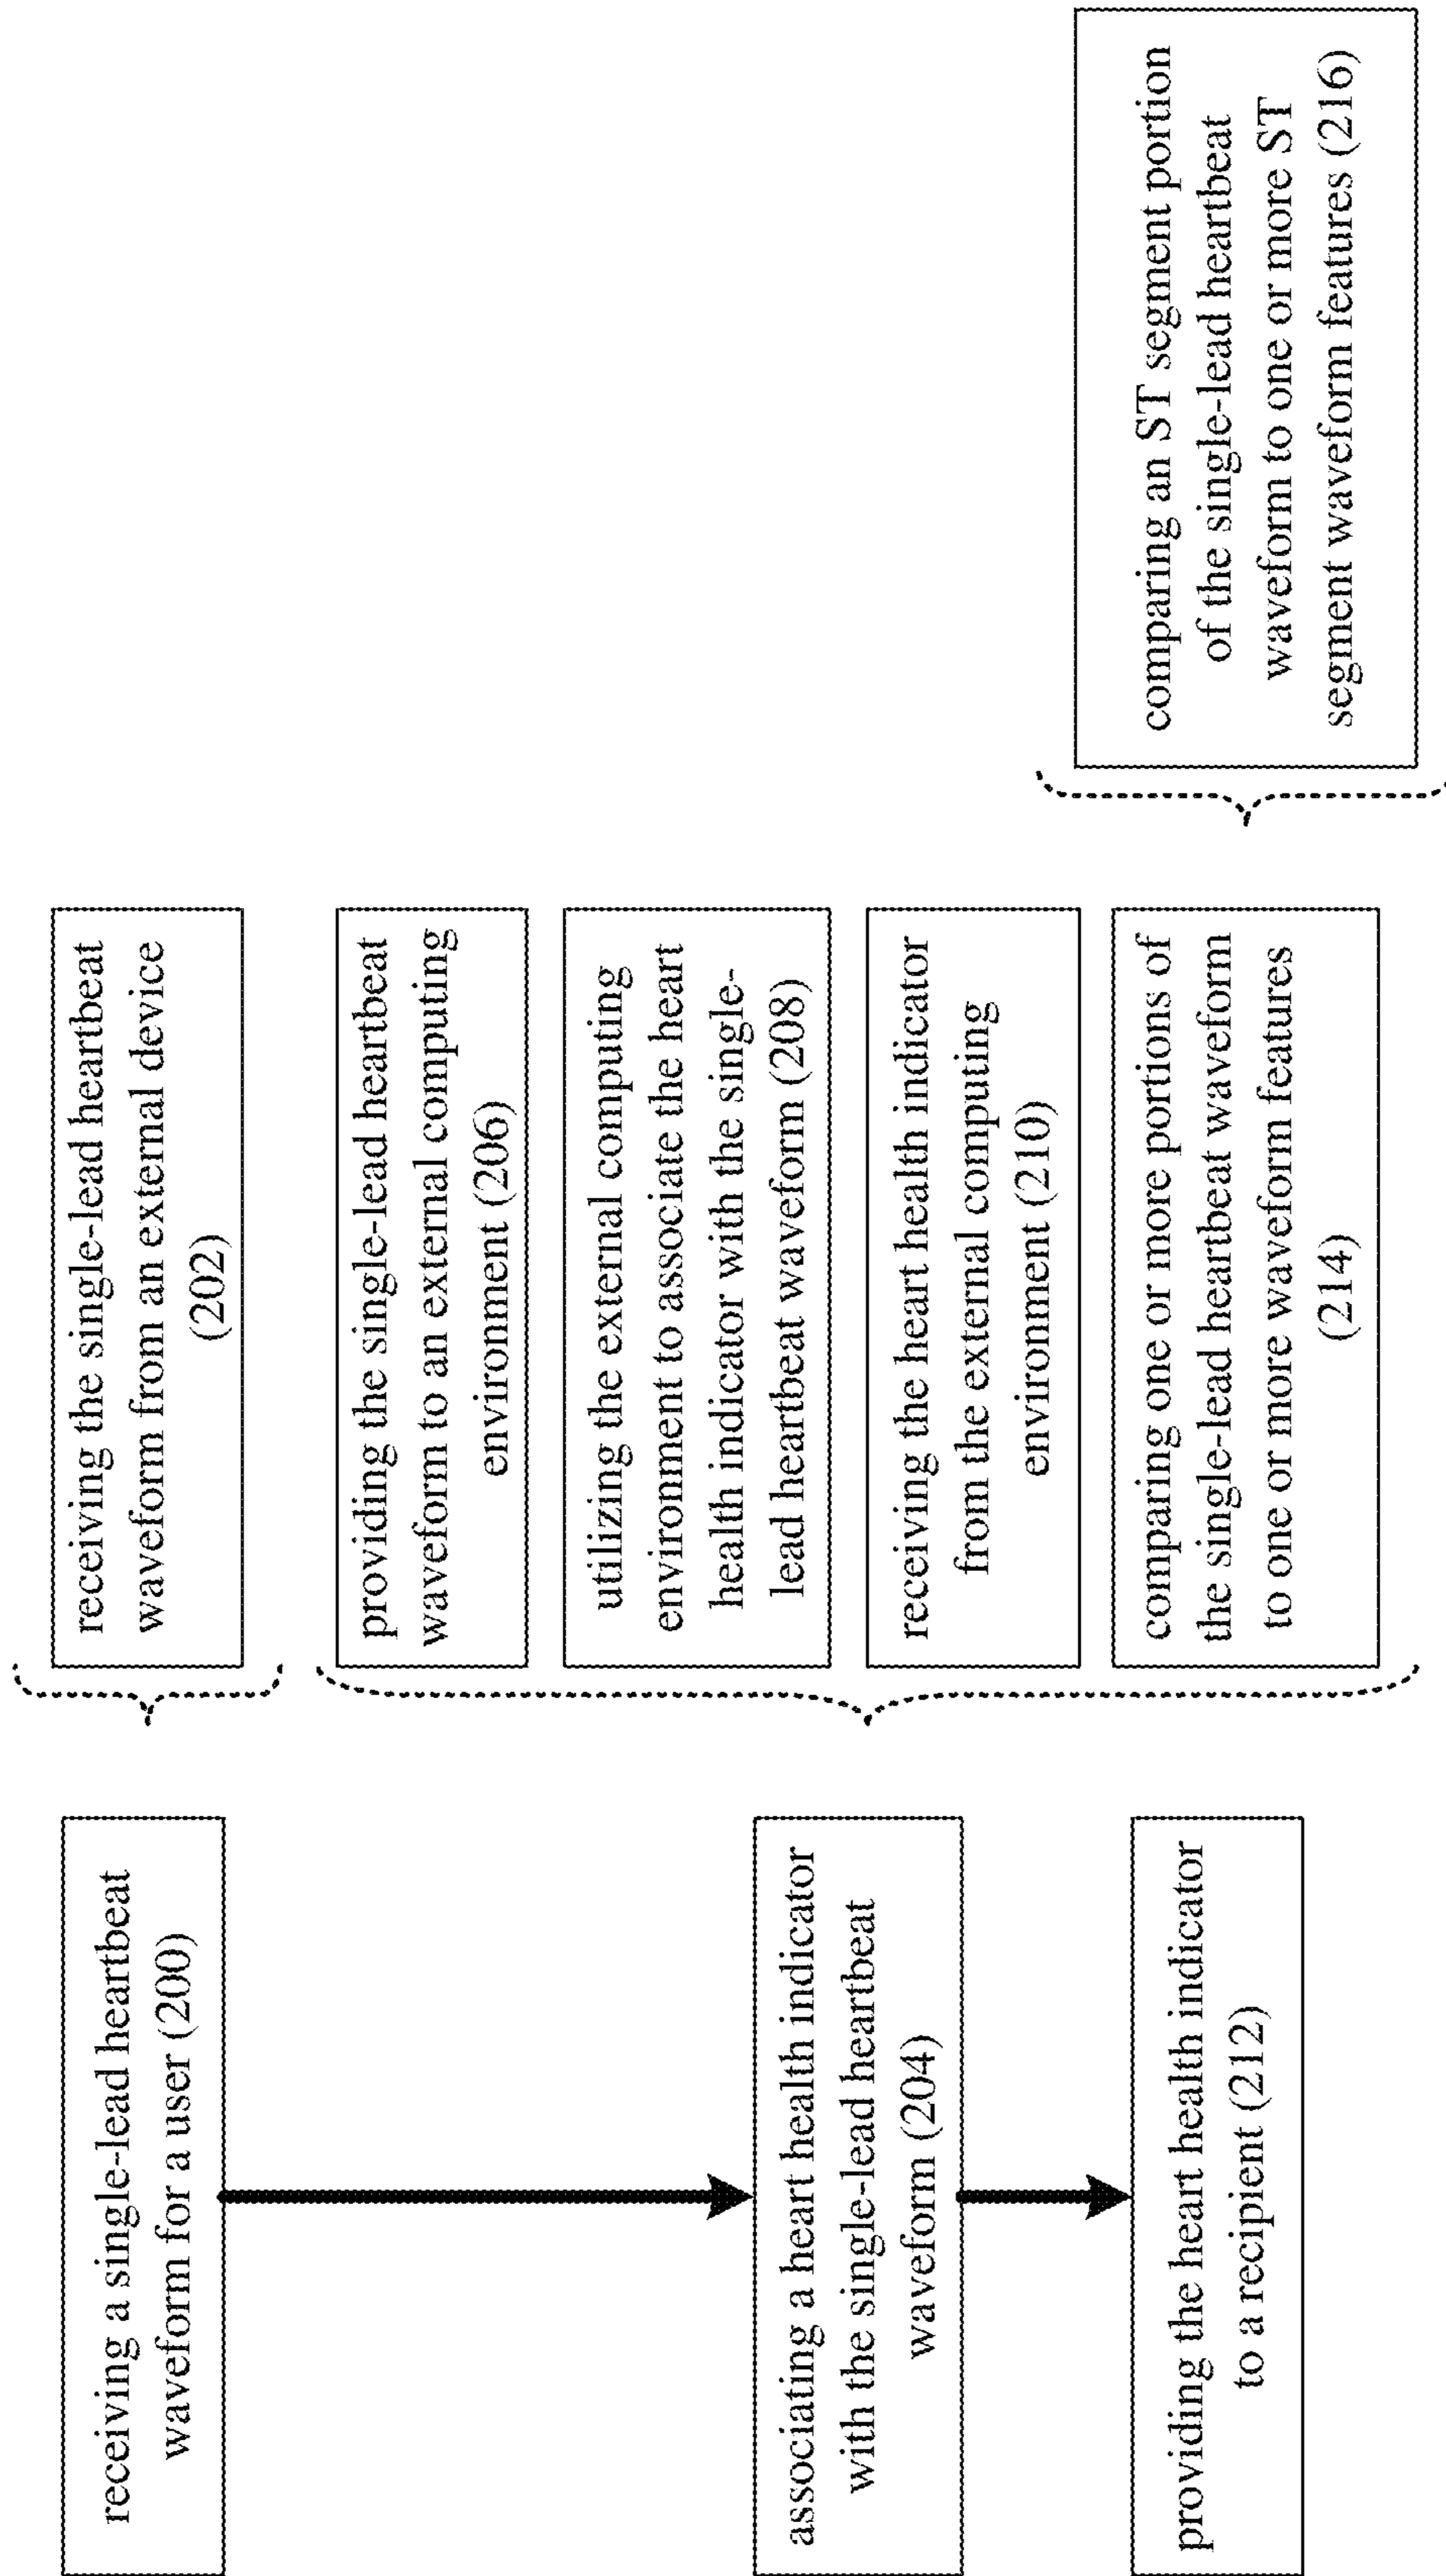 receiving a single-lead heartbeat
waveform for a user (200)
associating a heart health indicator
with the single-lead heartbeat
waveform (204)
providing the heart health indicator
to a recipient (212)
receiving the single-lead heartbeat
waveform from an external device
(202)
providing the single-lead heartbeat
waveform to an external computing
environment (206)
utilizing the external computing
environment to associate the heart
health indicator with the single-
lead heartbeat waveform (208)
receiving the heart health indicator
from the external computing
environment (210)
comparing one or more portions of
the single-lead heartbeat waveform
to one or more waveform features
(214)
comparing an ST segment portion
of the single-lead heartbeat
waveform to one or more ST
segment waveform features (216)